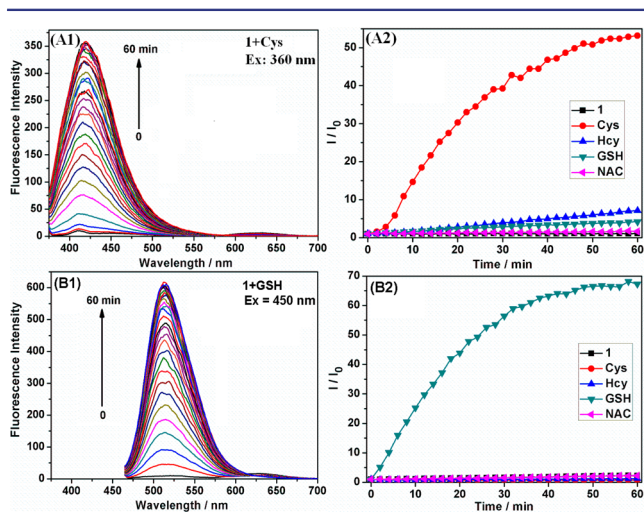 (A1)
1+Cys
Ex: 360 nm
60 min
0
Fluorescence Intensity
350
300
250
200
150
100
50
0
400 450 500 550 600 650 700
Wavelength / nm
(A2)
I / I0
50
40
30
20
10
0
1
Cys
Hcy
GSH
NAC
0 10 20 30 40 50 60
Time / min
(B1)
1+GSH
Ex = 450 nm
60 min
0
Fluorescence Intensity
600
500
400
300
200
100
0
400 450 500 550 600 650 700
Wavelength / nm
(B2)
I / I0
70
60
50
40
30
20
10
0
1
Cys
Hcy
GSH
NAC
0 10 20 30 40 50 60
Time / min